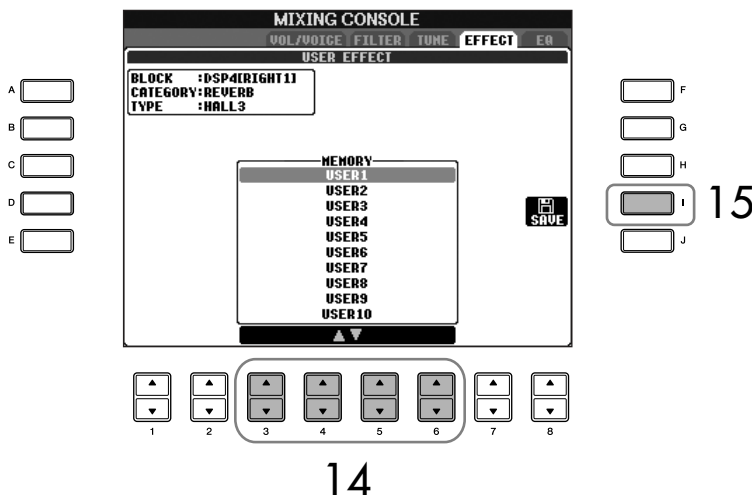 MIXING CONSOLE
VOL/VOICE FILTER TUNE EFFECT EQ
USER EFFECT
BLOCK :DSP4[RIGHT1]
CATEGORY:REVERB
TYPE :HALL3
A
B
C
D
E
MEMORY
USER1
USER2
USER3
USER4
USER5
USER6
USER7
USER8
USER9
USER10
SAVE
F
G
H
I
J
15
1 2 3 4 5 6 7 8
14